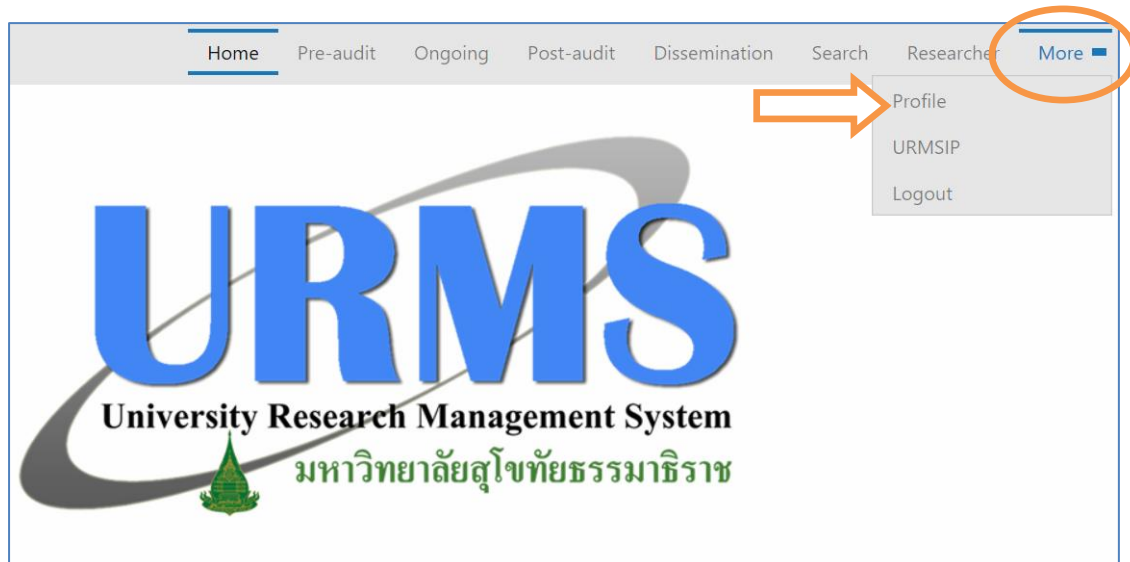 Home Pre-audit Ongoing Post-audit Dissemination Search Researcher More
Profile
URMSIP
Logout
URMS
University Research Management System
มหาวิทยาลัยสุโขทัยธรรมาธิราช